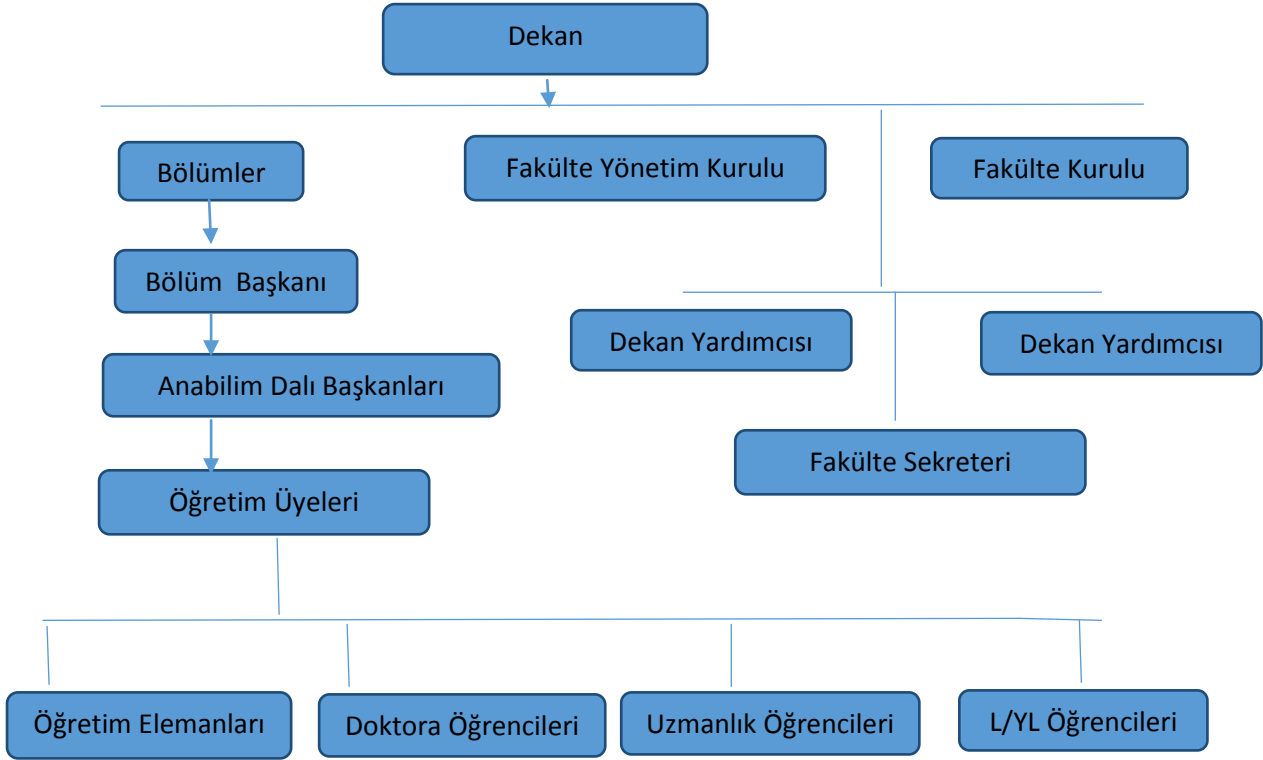 Dekan
Bölümler
Fakülte Yönetim Kurulu
Fakülte Kurulu
Bölüm Başkanı
Dekan Yardımcısı
Dekan Yardımcısı
Anabilim Dalı Başkanları
Fakülte Sekreteri
Öğretim Üyeleri
Öğretim Elemanları
Doktora Öğrencileri
Uzmanlık Öğrencileri
L/YL Öğrencileri